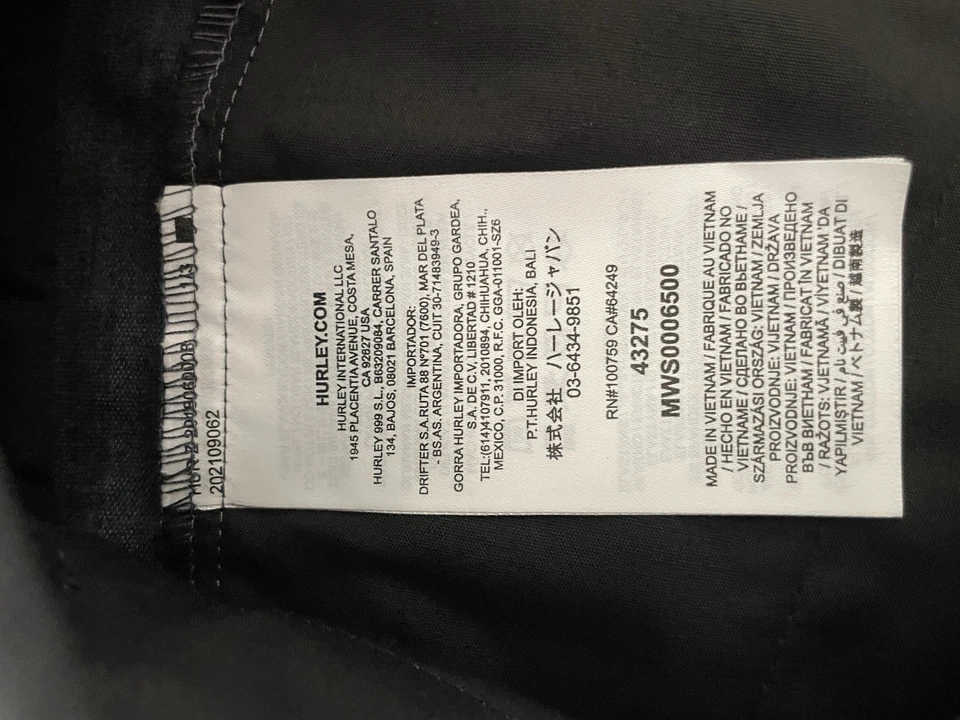 202109062
HURLEY.COM
HURLEY INTERNATIONAL LLC
1945 PLACENTIA AVENUE, COSTA MESA,
CA 92627 USA
HURLEY 999 S.L., B63209084, CARRER SANTALO
134, BAJOS, 08021 BARCELONA, SPAIN
IMPORTADOR:
DRIFTER S.A.RUTA 88 Nº701 (7600), MAR DEL PLATA
- BS.AS. ARGENTINA, CUIT 30-71483949-3
GORRA HURLEY IMPORTADORA, GRUPO GARDEA,
S.A. DE C.V, LIBERTAD # 1210
TEL:(614)4107911, 2010894, CHIHUAHUA, CHIH.,
MEXICO, C.P. 31000, R.F.C. GGA-011001-SZ6
DI IMPORT OLEH:
P.T.HURLEY INDONESIA, BALI
株式会社 ハーレージャパン
03-6434-9851
RN#100759 CA#64249
43275
MWS0006500
MADE IN VIETNAM / FABRIQUE AU VIETNAM
/ HECHO EN VIETNAM / FABRICADO NO
VIETNAME / СДЕЛАНО ВО ВЬЕТНАМЕ /
SZÁRMAZÁSI ORSZÁG: VIETNAM / ZEMLJA
PROIZVODNJE: VIJETNAM / DRŽAVA
PROIZVODNJE: VIETNAM / ПРОИЗВЕДЕНО
ВЪВ ВИЕТНАМ / FABRICAT ÎN VIETNAM
/ RAŽOTS: VJETNAMĀ / VİYETNAM 'DA
YAPILMIŞTIR / صنع في فيتنام / DIBUAT DI
VIETNAM / ベトナム製 / 越南製造